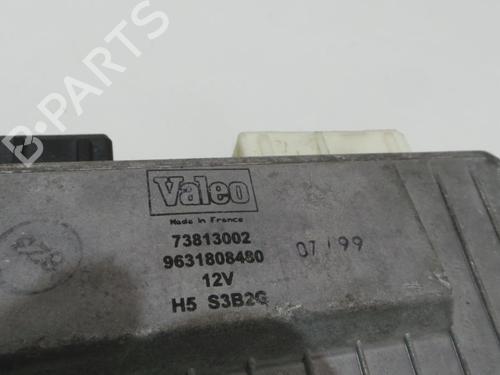 B-PARTS
Valeo
Made in France
73813002
9631808480
12V
H5 S3B2G
07 99